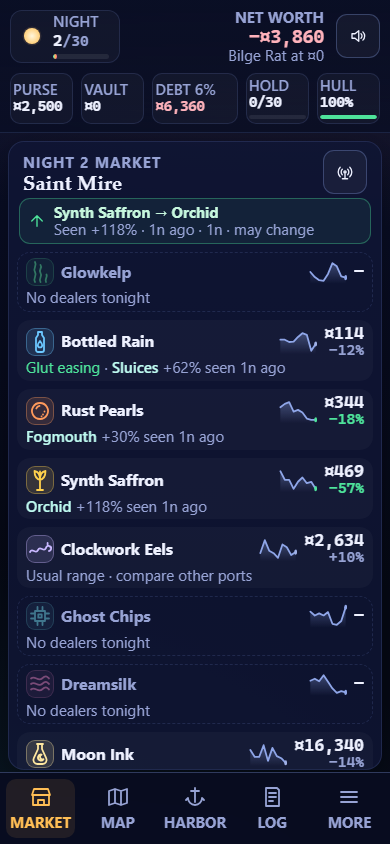 NIGHT
2/30
NET WORTH
−¤3,860
Bilge Rat at ¤0
PURSE
¤2,500
VAULT
¤0
DEBT 6%
¤6,360
HOLD
0/30
HULL
100%
NIGHT 2 MARKET
Saint Mire
Synth Saffron → Orchid
Seen +118% · 1n ago · 1n · may change
Glowkelp
–
No dealers tonight
Bottled Rain
¤114
−12%
Glut easing · Sluices +62% seen 1n ago
Rust Pearls
¤344
−18%
Fogmouth +30% seen 1n ago
Synth Saffron
¤469
−57%
Orchid +118% seen 1n ago
Clockwork Eels
¤2,634
+10%
Usual range · compare other ports
Ghost Chips
–
No dealers tonight
Dreamsilk
–
No dealers tonight
Moon Ink
¤16,340
−14%
MARKET
MAP
HARBOR
LOG
MORE